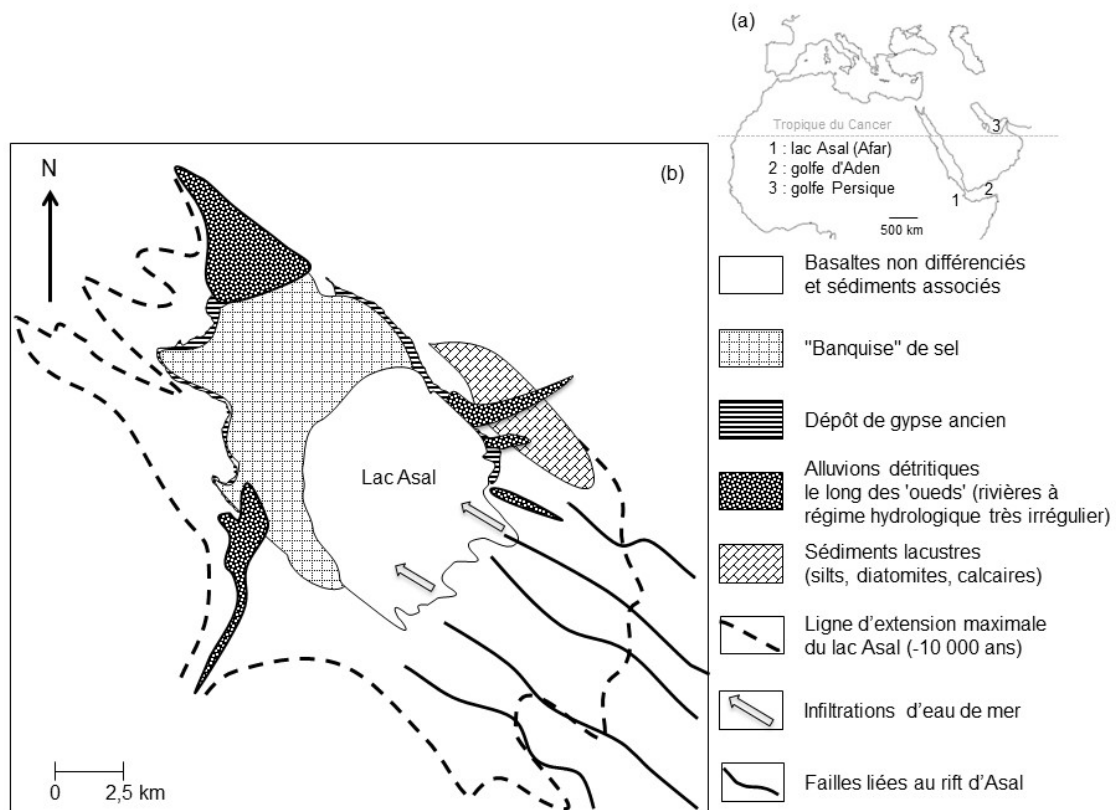 (a)
Tropique du Cancer
1 : lac Asal (Afar)
2 : golfe d'Aden
3 : golfe Persique
3
2
1
500 km
(b)
N
Lac Asal
0 2,5 km
Basaltes non différenciés
et sédiments associés
"Banquise" de sel
Dépôt de gypse ancien
Alluvions détritiques
le long des 'oueds' (rivières à
régime hydrologique très irrégulier)
Sédiments lacustres
(silts, diatomites, calcaires)
Ligne d'extension maximale
du lac Asal (-10 000 ans)
Infiltrations d'eau de mer
Failles liées au rift d'Asal